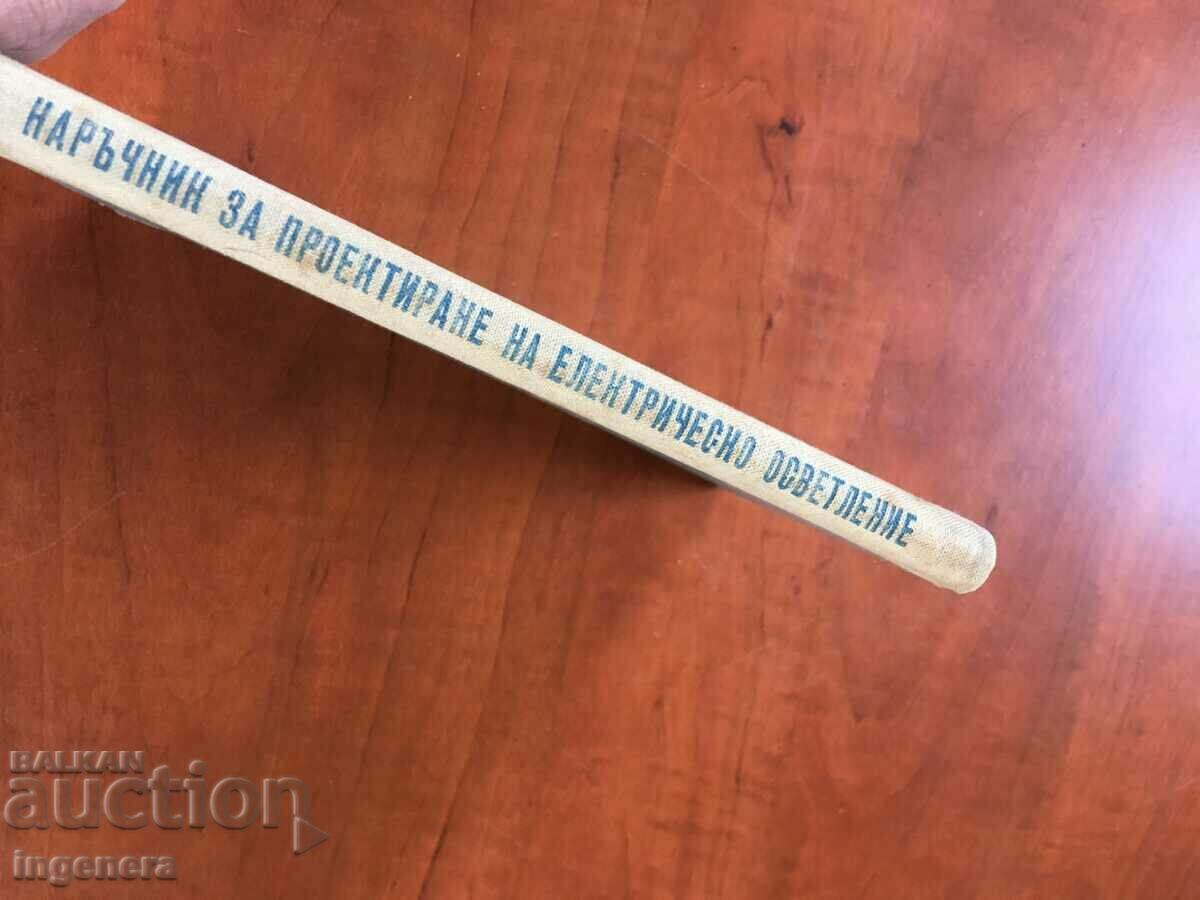 НАРЪЧНИК ЗА ПРОЕКТИРАНЕ НА ЕЛЕКТРИЧЕСКО ОСВЕТЛЕНИЕ
BALKAN
auction
ingenera